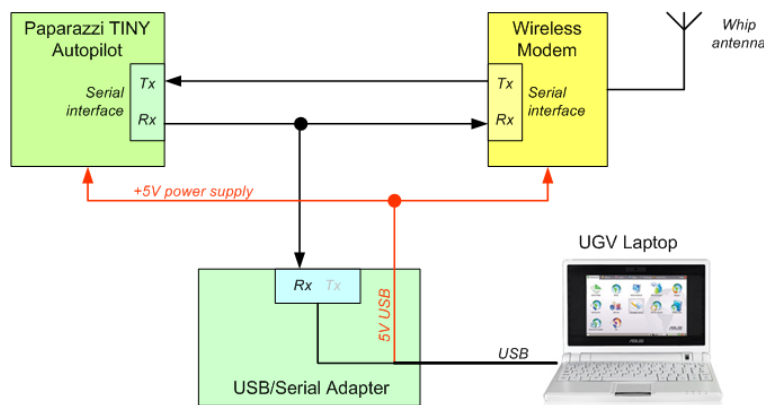 Paparazzi TINY
Autopilot
Wireless
Modem
Whip
antenna
Serial
interface
Tx
Rx
Tx
Rx
Serial
interface
+5V power supply
UGV Laptop
Rx Tx
5V USB
USB
USB/Serial Adapter